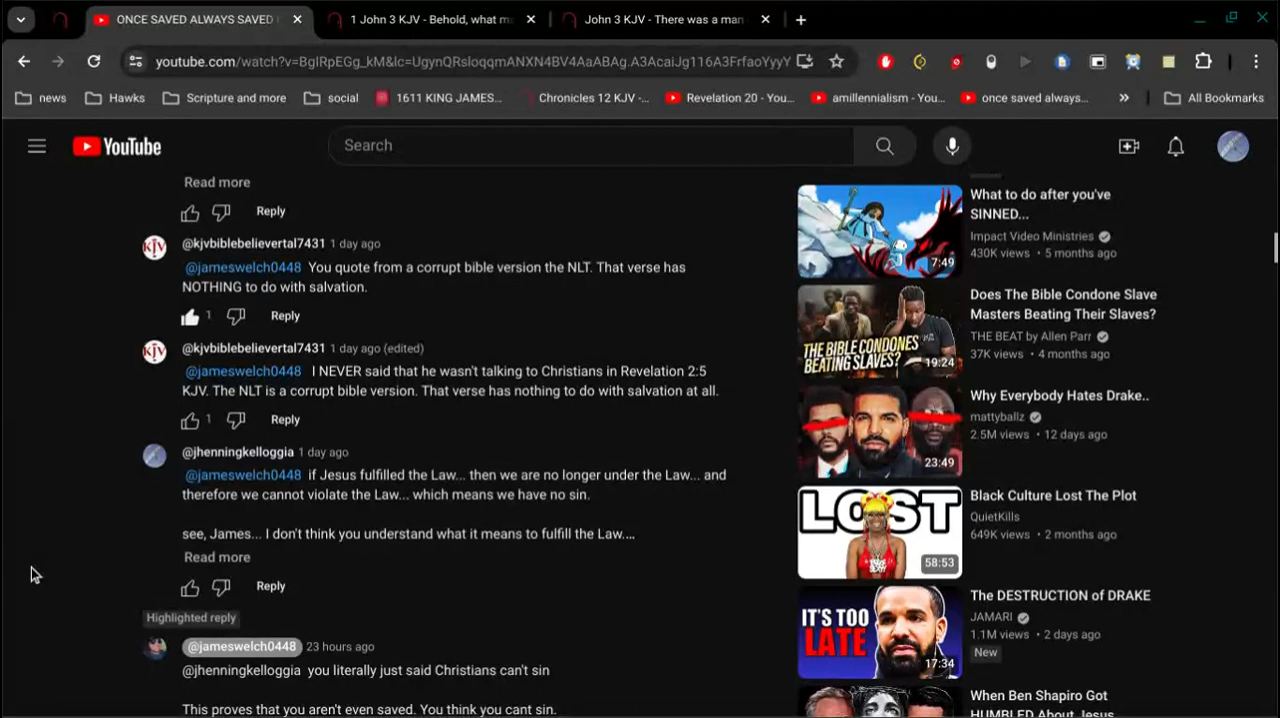 ONCE SAVED ALWAYS SAVED
1 John 3 KJV - Behold, what m
John 3 KJV - There was a man
youtube.com/watch?v=BglRpEGg_kM&lc=UgynQRsloqqmANXN4BV4AaABAg.A3AcaiJg116A3FrfaoYyyY
news
Hawks
Scripture and more
social
1611 KING JAMES...
Chronicles 12 KJV -...
Revelation 20 - You...
amillennialism - You...
once saved always...
»
All Bookmarks
YouTube
Search
Read more
Reply
@kjvbiblebelievertal7431 1 day ago
@jameswelch0448 You quote from a corrupt bible version the NLT. That verse has
NOTHING to do with salvation.
1 Reply
@kjvbiblebelievertal7431 1 day ago (edited)
@jameswelch0448 I NEVER said that he wasn't talking to Christians in Revelation 2:5
KJV. The NLT is a corrupt bible version. That verse has nothing to do with salvation at all.
1 Reply
@jhenningkelloggia 1 day ago
@jameswelch0448 if Jesus fulfilled the Law... then we are no longer under the Law... and
therefore we cannot violate the Law... which means we have no sin.
see, James... I don't think you understand what it means to fulfill the Law....
Read more
Reply
Highlighted reply
@jameswelch0448 23 hours ago
@jhenningkelloggia you literally just said Christians can't sin
This proves that you aren't even saved. You think you cant sin.
KJV
KJV
What to do after you've
SINNED...
Impact Video Ministries
430K views • 5 months ago
7:49
Does The Bible Condone Slave
Masters Beating Their Slaves?
THE BEAT by Allen Parr
37K views • 4 months ago
THE BIBLE CONDONES
BEATING SLAVES?
19:24
Why Everybody Hates Drake..
mattyballz
2.5M views • 12 days ago
23:49
Black Culture Lost The Plot
QuietKills
649K views • 2 months ago
LOST
58:53
The DESTRUCTION of DRAKE
JAMARI
1.1M views • 2 days ago
New
IT'S TOO
LATE
17:34
When Ben Shapiro Got
HUMBLED About Jesus